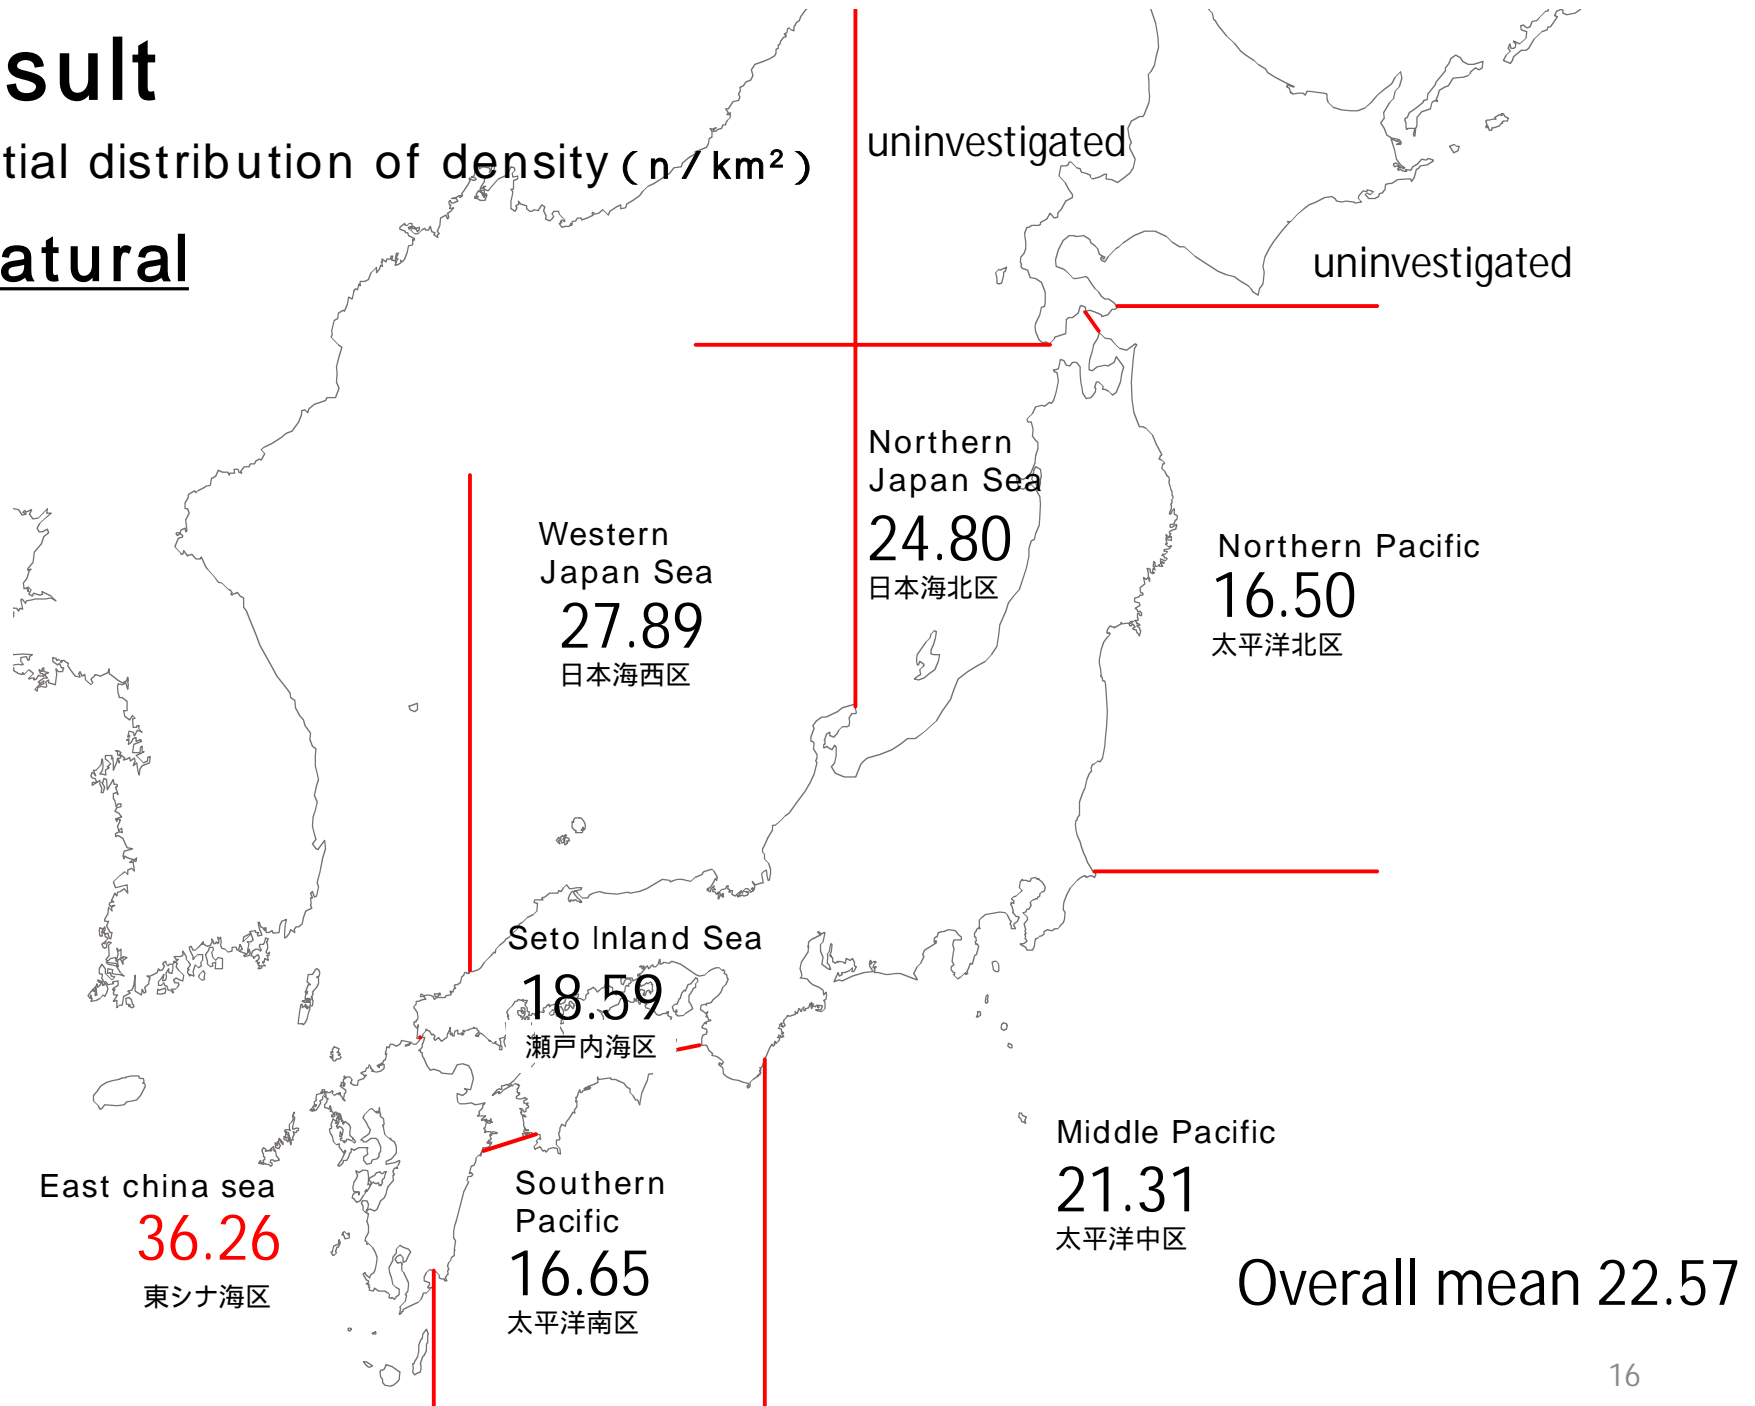 sult
tial distribution of density(n/km²)
atural
uninvestigated
uninvestigated
Northern
Japan Sea
24.80
日本海北区
Western
Japan Sea
27.89
日本海西区
Northern Pacific
16.50
太平洋北区
Seto Inland Sea
18.59
瀬戸内海区
East china sea
36.26
東シナ海区
Southern
Pacific
16.65
太平洋南区
Middle Pacific
21.31
太平洋中区
Overall mean 22.57
16